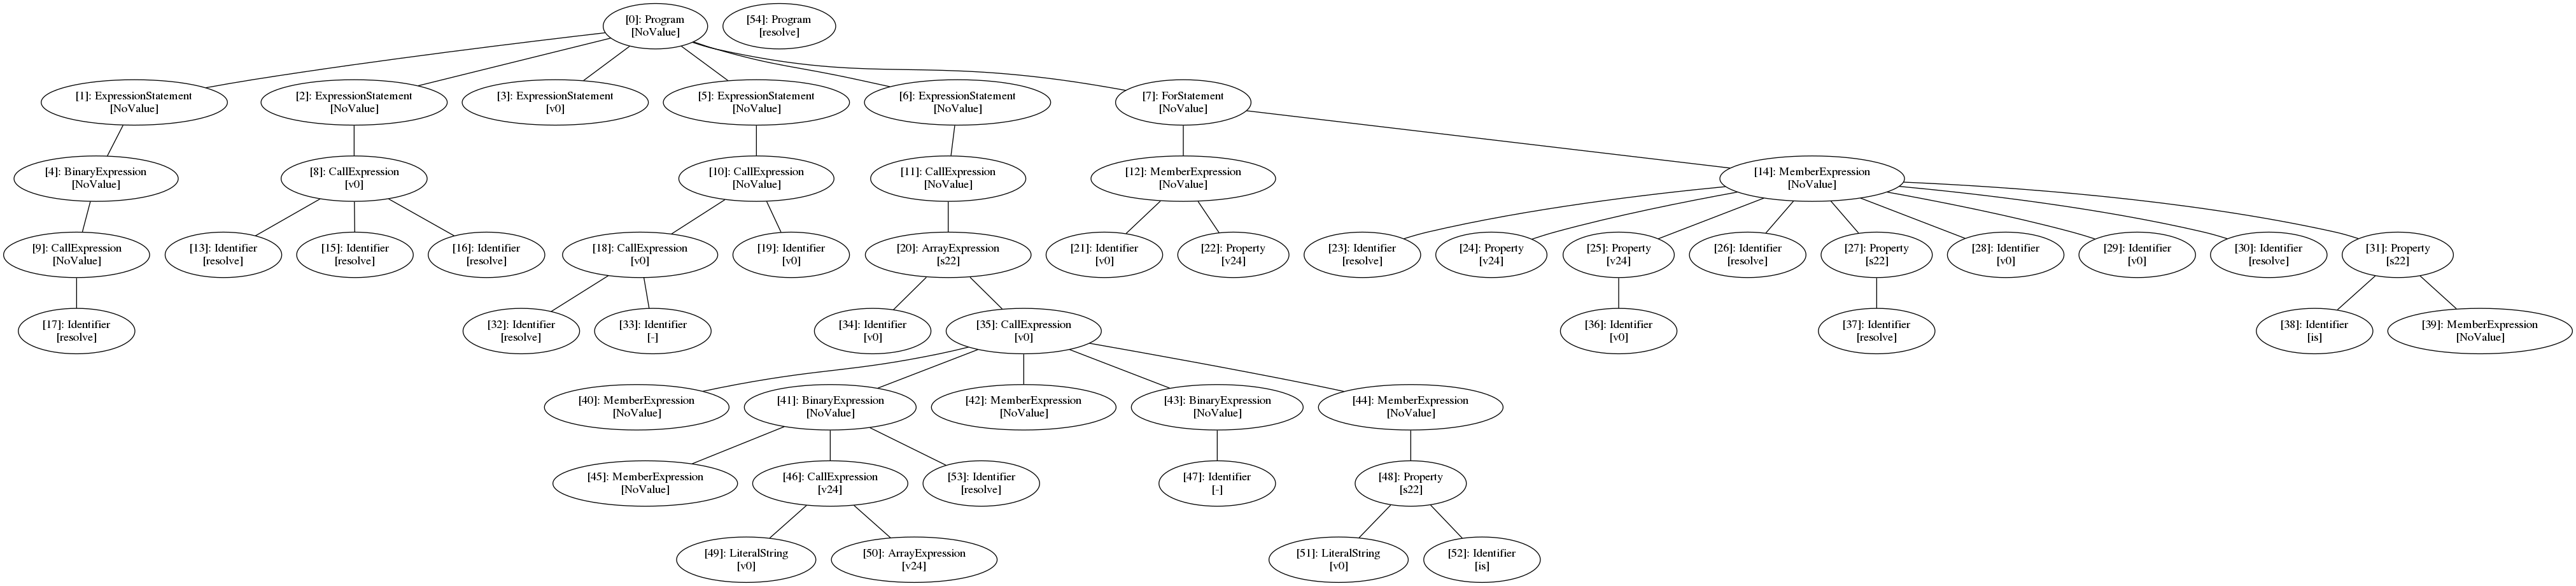 [0]: Program
[NoValue]
[54]: Program
[resolve]
[1]: ExpressionStatement
[NoValue]
[2]: ExpressionStatement
[NoValue]
[3]: ExpressionStatement
[v0]
[5]: ExpressionStatement
[NoValue]
[6]: ExpressionStatement
[NoValue]
[7]: ForStatement
[NoValue]
[4]: BinaryExpression
[NoValue]
[8]: CallExpression
[v0]
[10]: CallExpression
[NoValue]
[11]: CallExpression
[NoValue]
[12]: MemberExpression
[NoValue]
[14]: MemberExpression
[NoValue]
[9]: CallExpression
[NoValue]
[13]: Identifier
[resolve]
[15]: Identifier
[resolve]
[16]: Identifier
[resolve]
[18]: CallExpression
[v0]
[19]: Identifier
[v0]
[20]: ArrayExpression
[s22]
[21]: Identifier
[v0]
[22]: Property
[v24]
[23]: Identifier
[resolve]
[24]: Property
[v24]
[25]: Property
[v24]
[26]: Identifier
[resolve]
[27]: Property
[s22]
[28]: Identifier
[v0]
[29]: Identifier
[v0]
[30]: Identifier
[resolve]
[31]: Property
[s22]
[17]: Identifier
[resolve]
[32]: Identifier
[resolve]
[33]: Identifier
[-]
[34]: Identifier
[v0]
[35]: CallExpression
[v0]
[36]: Identifier
[v0]
[37]: Identifier
[resolve]
[38]: Identifier
[is]
[39]: MemberExpression
[NoValue]
[40]: MemberExpression
[NoValue]
[41]: BinaryExpression
[NoValue]
[42]: MemberExpression
[NoValue]
[43]: BinaryExpression
[NoValue]
[44]: MemberExpression
[NoValue]
[45]: MemberExpression
[NoValue]
[46]: CallExpression
[v24]
[53]: Identifier
[resolve]
[47]: Identifier
[-]
[48]: Property
[s22]
[49]: LiteralString
[v0]
[50]: ArrayExpression
[v24]
[51]: LiteralString
[v0]
[52]: Identifier
[is]